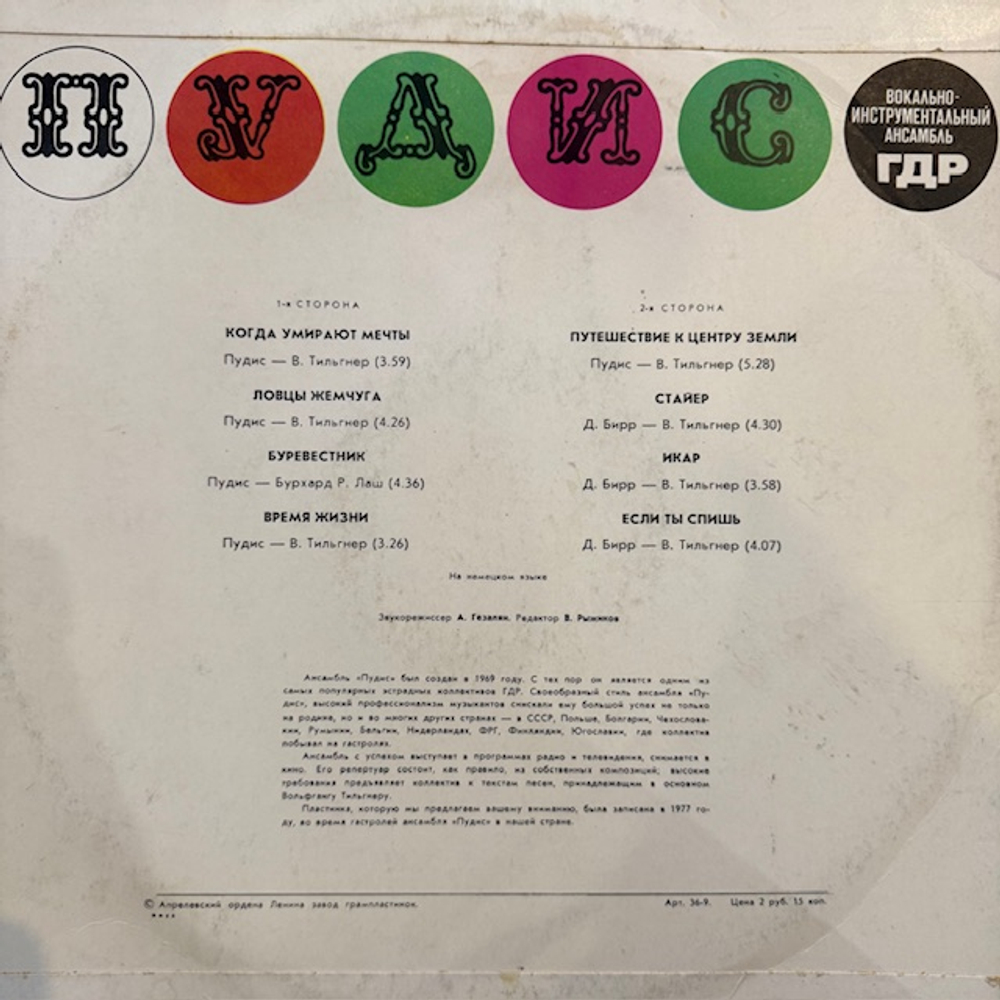 ПУДИС
ВОКАЛЬНО-
ИНСТРУМЕНТАЛЬНЫЙ
АНСАМБЛЬ
ГДР
1-я СТОРОНА
КОГДА УМИРАЮТ МЕЧТЫ
Пудис — В. Тильгнер (3.59)
ЛОВЦЫ ЖЕМЧУГА
Пудис — В. Тильгнер (4.26)
БУРЕВЕСТНИК
Пудис — Бурхард Р. Лаш (4.36)
ВРЕМЯ ЖИЗНИ
Пудис — В. Тильгнер (3.26)
2-я СТОРОНА
ПУТЕШЕСТВИЕ К ЦЕНТРУ ЗЕМЛИ
Пудис — В. Тильгнер (5.28)
СТАЙЕР
Д. Бирр — В. Тильгнер (4.30)
ИКАР
Д. Бирр — В. Тильгнер (3.58)
ЕСЛИ ТЫ СПИШЬ
Д. Бирр — В. Тильгнер (4.07)
На немецком языке
Звукорежиссер А. Гезалян. Редактор В. Рыжиков
Ансамбль «Пудис» был создан в 1969 году. С тех пор он является одним из
самых популярных эстрадных коллективов ГДР. Своеобразный стиль ансамбля «Пу-
дис», высокий профессионализм музыкантов снискали ему большой успех не только
на родине, но и во многих других странах — в СССР, Польше, Болгарии, Чехослова-
кии, Румынии, Бельгии, Нидерландах, ФРГ, Финляндии, Югославии, где коллектив
побывал на гастролях.
Ансамбль с успехом выступает в программах радио и телевидения, снимается в
кино. Его репертуар состоит, как правило, из собственных композиций; высокие
требования предъявляет коллектив к текстам песен, принадлежащим в основном
Вольфгангу Тильгнеру.
Пластинка, которую мы предлагаем вашему вниманию, была записана в 1977 го-
ду, во время гастролей ансамбля «Пудис» в нашей стране.
© Апрелевский ордена Ленина завод грампластинок.
Арт. 36-9. Цена 2 руб. 15 коп.